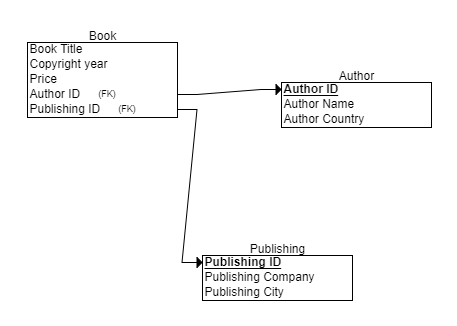 Book
Book Title
Copyright year
Price
Author ID (FK)
Publishing ID (FK)
Author
Author ID
Author Name
Author Country
Publishing
Publishing ID
Publishing Company
Publishing City